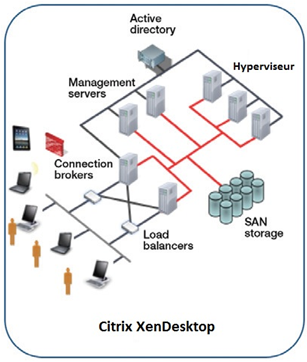 Active
directory
Hyperviseur
Management
servers
Connection
brokers
Load
balancers
SAN
storage
Citrix XenDesktop